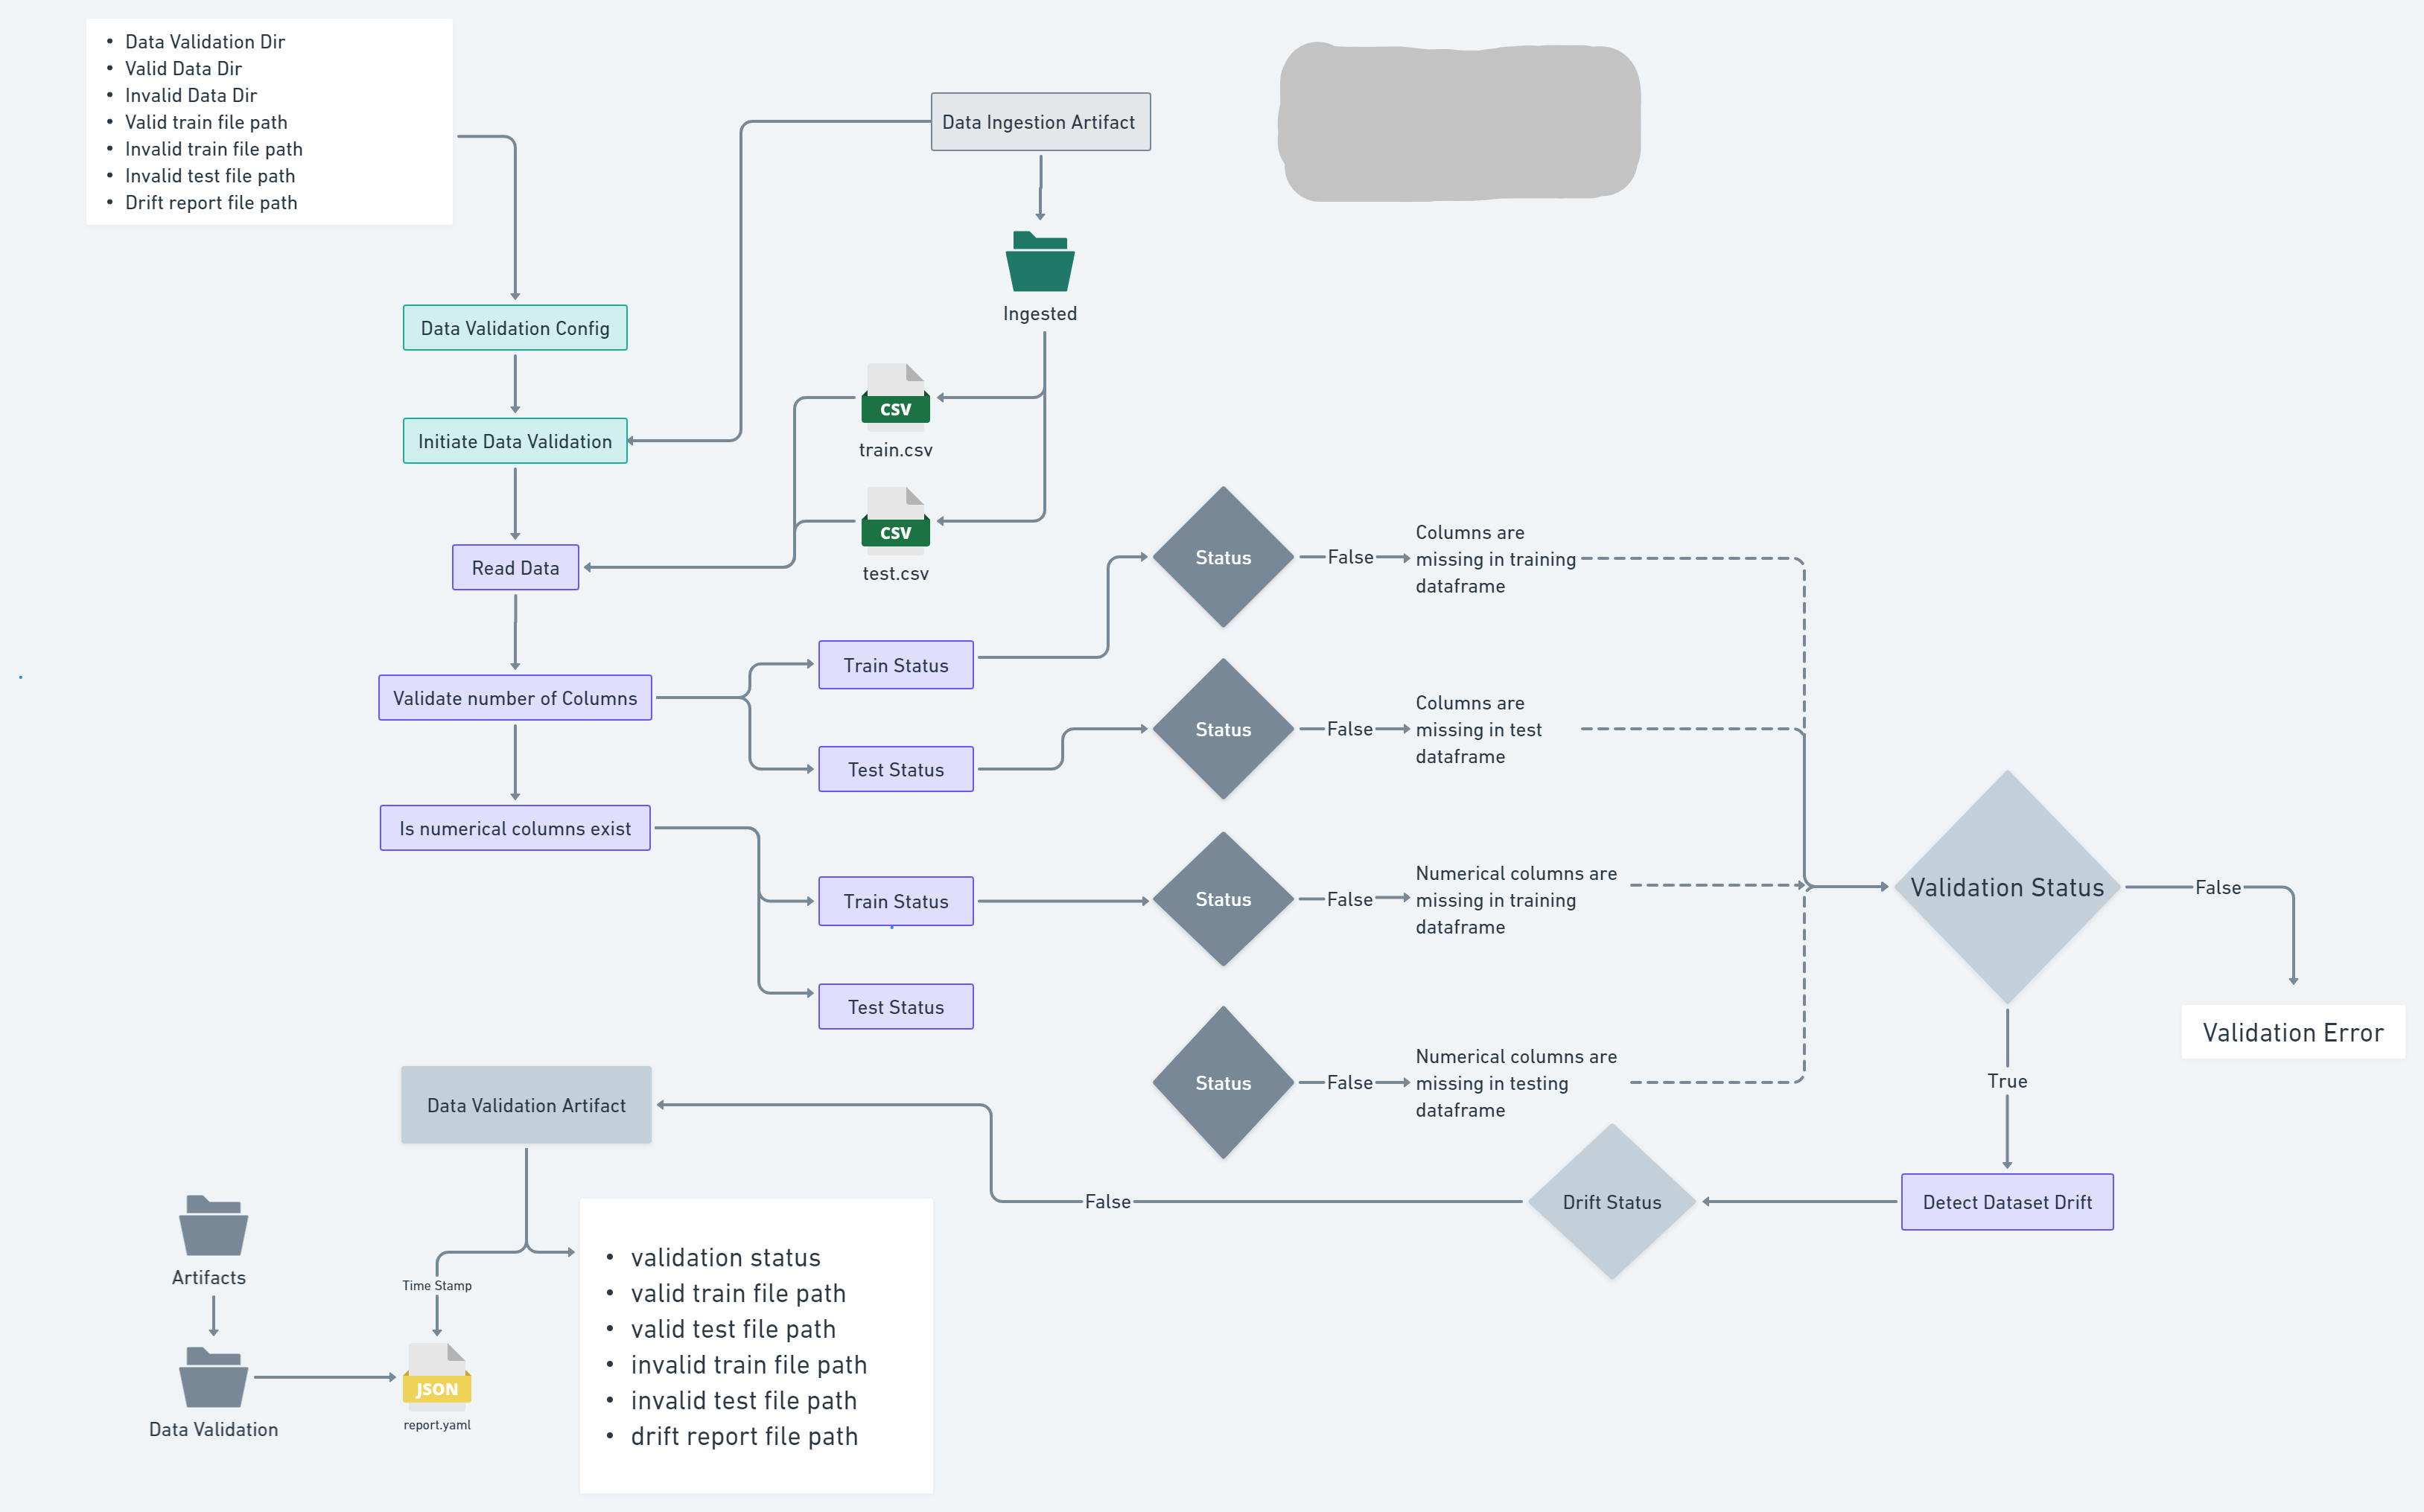 Data Validation Dir
Valid Data Dir
Invalid Data Dir
Valid train file path
Invalid train file path
Invalid test file path
Drift report file path
Data Ingestion Artifact
Ingested
Data Validation Config
CSV
train.csv
Initiate Data Validation
CSV
test.csv
Read Data
Status
False
Columns are
missing in training
dataframe
Train Status
Validate number of Columns
Test Status
Status
False
Columns are
missing in test
dataframe
Is numerical columns exist
Train Status
Status
False
Numerical columns are
missing in training
dataframe
Validation Status
False
Validation Error
Test Status
Status
False
Numerical columns are
missing in testing
dataframe
True
Data Validation Artifact
False
Drift Status
Detect Dataset Drift
Artifacts
Time Stamp
Data Validation
JSON
report.yaml
validation status
valid train file path
valid test file path
invalid train file path
invalid test file path
drift report file path